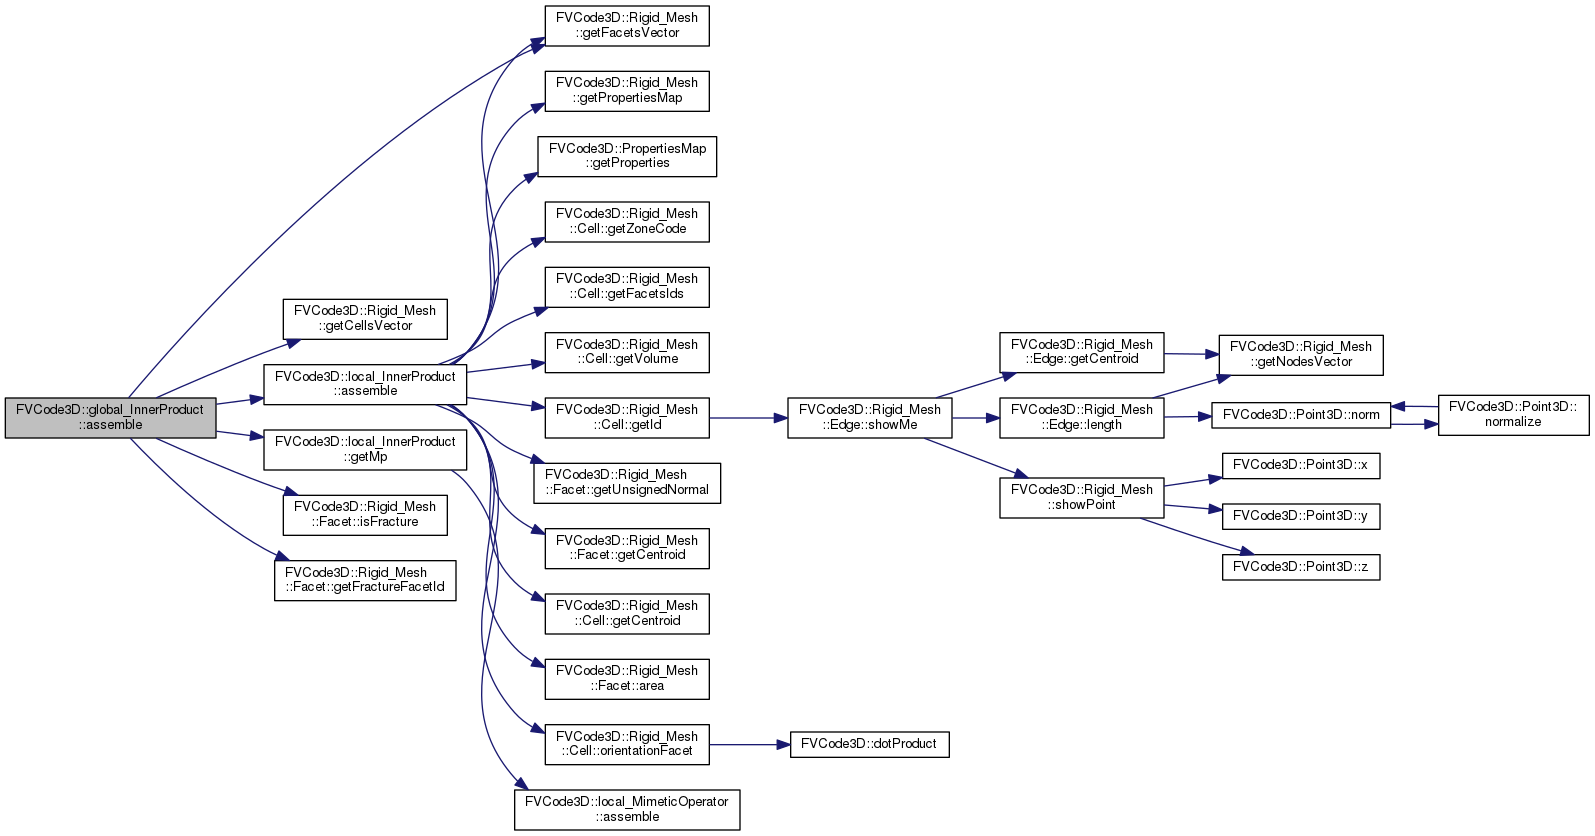 FVCode3D::global_InnerProduct
::assemble
FVCode3D::Rigid_Mesh
::getCellsVector
FVCode3D::local_InnerProduct
::assemble
FVCode3D::local_InnerProduct
::getMp
FVCode3D::Rigid_Mesh
::Facet::isFracture
FVCode3D::Rigid_Mesh
::Facet::getFractureFacetId
FVCode3D::Rigid_Mesh
::getFacetsVector
FVCode3D::Rigid_Mesh
::getPropertiesMap
FVCode3D::PropertiesMap
::getProperties
FVCode3D::Rigid_Mesh
::Cell::getZoneCode
FVCode3D::Rigid_Mesh
::Cell::getFacetsIds
FVCode3D::Rigid_Mesh
::Cell::getVolume
FVCode3D::Rigid_Mesh
::Cell::getId
FVCode3D::Rigid_Mesh
::Facet::getUnsignedNormal
FVCode3D::Rigid_Mesh
::Facet::getCentroid
FVCode3D::Rigid_Mesh
::Cell::getCentroid
FVCode3D::Rigid_Mesh
::Facet::area
FVCode3D::Rigid_Mesh
::Cell::orientationFacet
FVCode3D::local_MimeticOperator
::assemble
FVCode3D::Rigid_Mesh
::Edge::showMe
FVCode3D::dotProduct
FVCode3D::Rigid_Mesh
::Edge::getCentroid
FVCode3D::Rigid_Mesh
::Edge::length
FVCode3D::Rigid_Mesh
::showPoint
FVCode3D::Rigid_Mesh
::getNodesVector
FVCode3D::Point3D::norm
FVCode3D::Point3D::
normalize
FVCode3D::Point3D::x
FVCode3D::Point3D::y
FVCode3D::Point3D::z